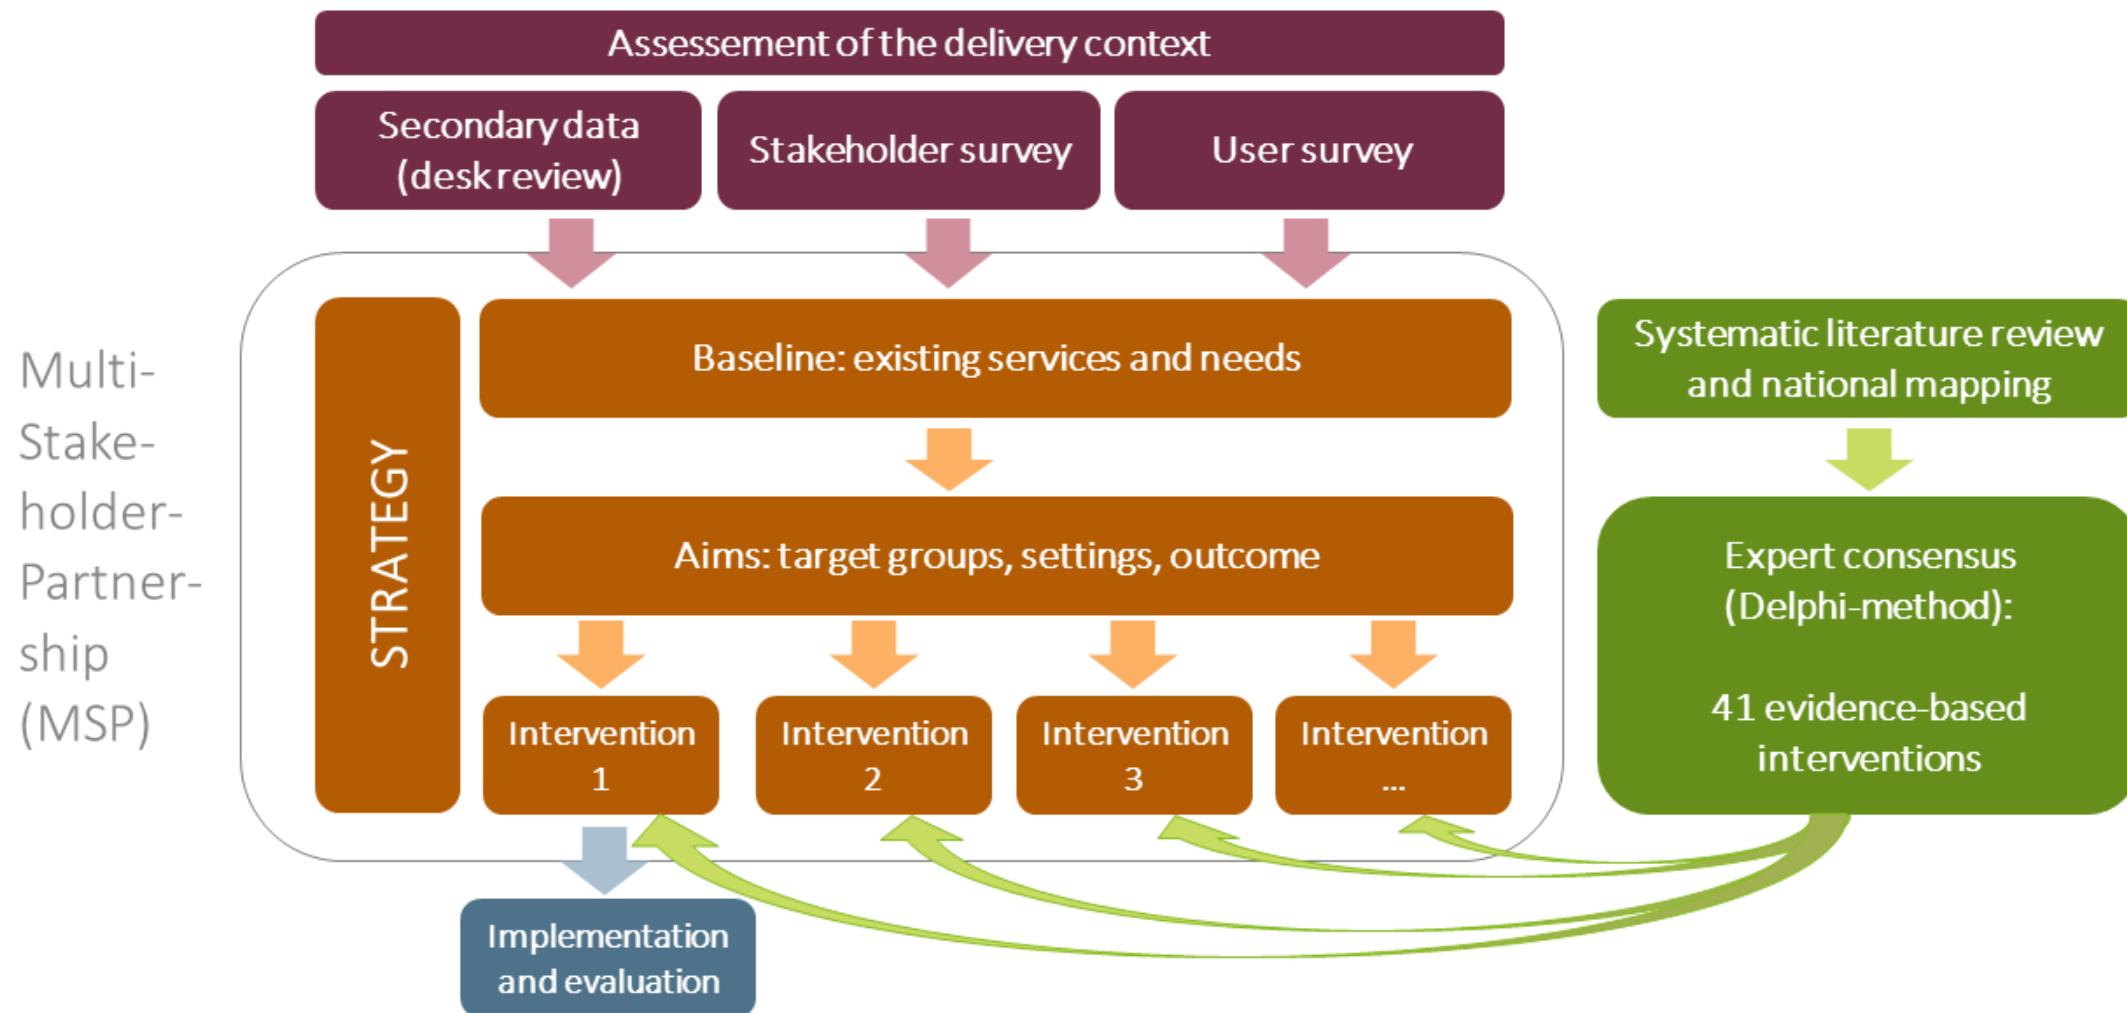 Assessement of the delivery context
Secondary data
(desk review)
Stakeholder survey
User survey
Multi-
Stake-
holder-
Partner-
ship
(MSP)
STRATEGY
Baseline: existing services and needs
Aims: target groups, settings, outcome
Intervention
1
Intervention
2
Intervention
3
Intervention
...
Systematic literature review
and national mapping
Expert consensus
(Delphi-method):
41 evidence-based
interventions
Implementation
and evaluation